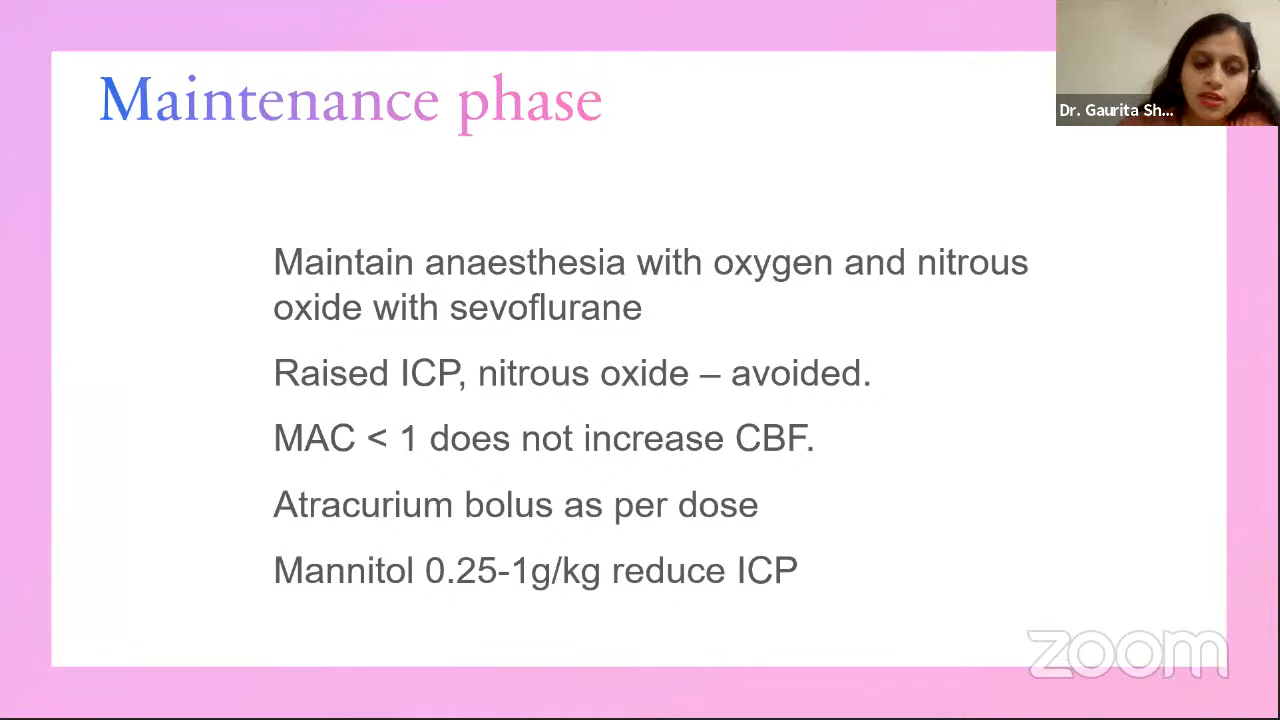 Maintenance phase
Dr. Gaurita Sh...
Maintain anaesthesia with oxygen and nitrous
oxide with sevoflurane
Raised ICP, nitrous oxide – avoided.
MAC < 1 does not increase CBF.
Atracurium bolus as per dose
Mannitol 0.25-1g/kg reduce ICP
zoom